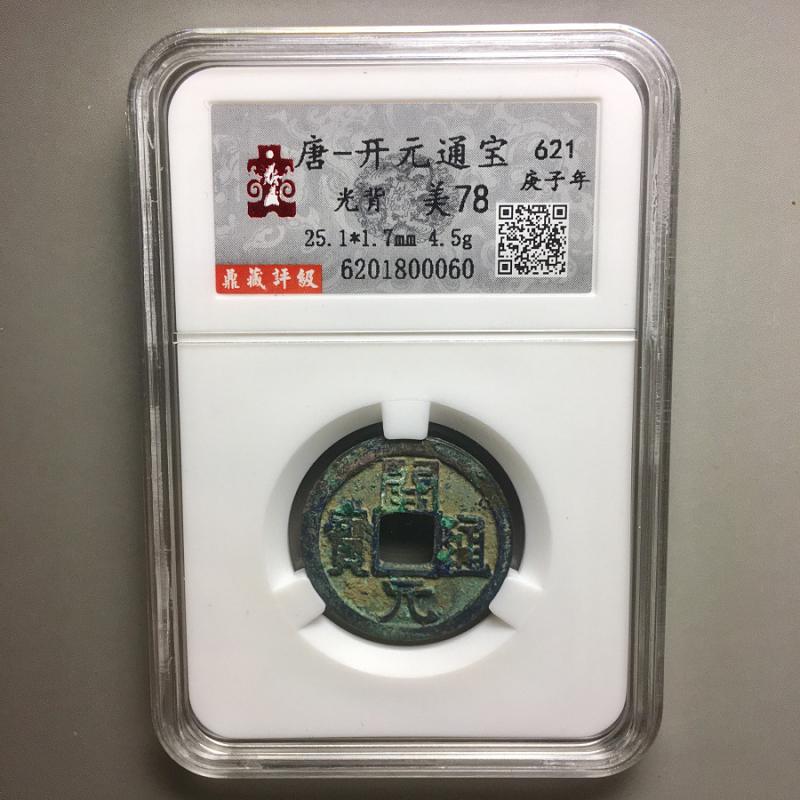 唐-开元通宝 621
庚子年
光背 美78
25.1*1.7mm 4.5g
鼎藏評級 6201800060
開元通寶